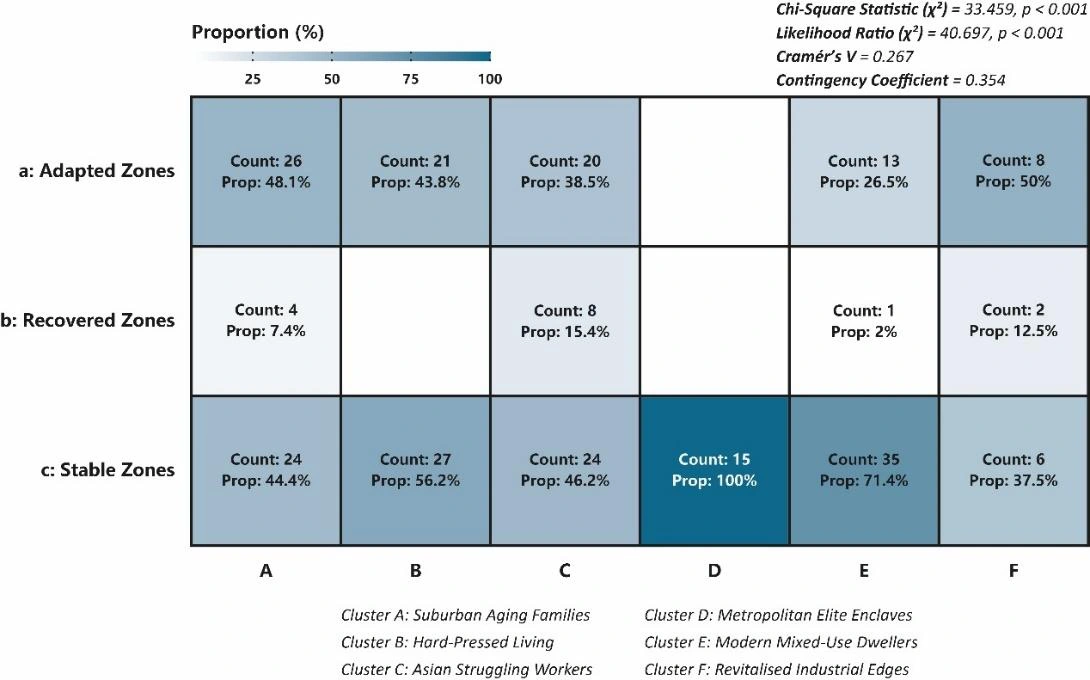 Chi-Square Statistic (χ²) = 33.459, p < 0.001
Likelihood Ratio (χ²) = 40.697, p < 0.001
Cramér's V = 0.267
Contingency Coefficient = 0.354
Proportion (%)
25 50 75 100
a: Adapted Zones
Count: 26
Prop: 48.1%
Count: 21
Prop: 43.8%
Count: 20
Prop: 38.5%
Count: 13
Prop: 26.5%
Count: 8
Prop: 50%
b: Recovered Zones
Count: 4
Prop: 7.4%
Count: 8
Prop: 15.4%
Count: 1
Prop: 2%
Count: 2
Prop: 12.5%
c: Stable Zones
Count: 24
Prop: 44.4%
Count: 27
Prop: 56.2%
Count: 24
Prop: 46.2%
Count: 15
Prop: 100%
Count: 35
Prop: 71.4%
Count: 6
Prop: 37.5%
A B C D E F
Cluster A: Suburban Aging Families
Cluster B: Hard-Pressed Living
Cluster C: Asian Struggling Workers
Cluster D: Metropolitan Elite Enclaves
Cluster E: Modern Mixed-Use Dwellers
Cluster F: Revitalised Industrial Edges